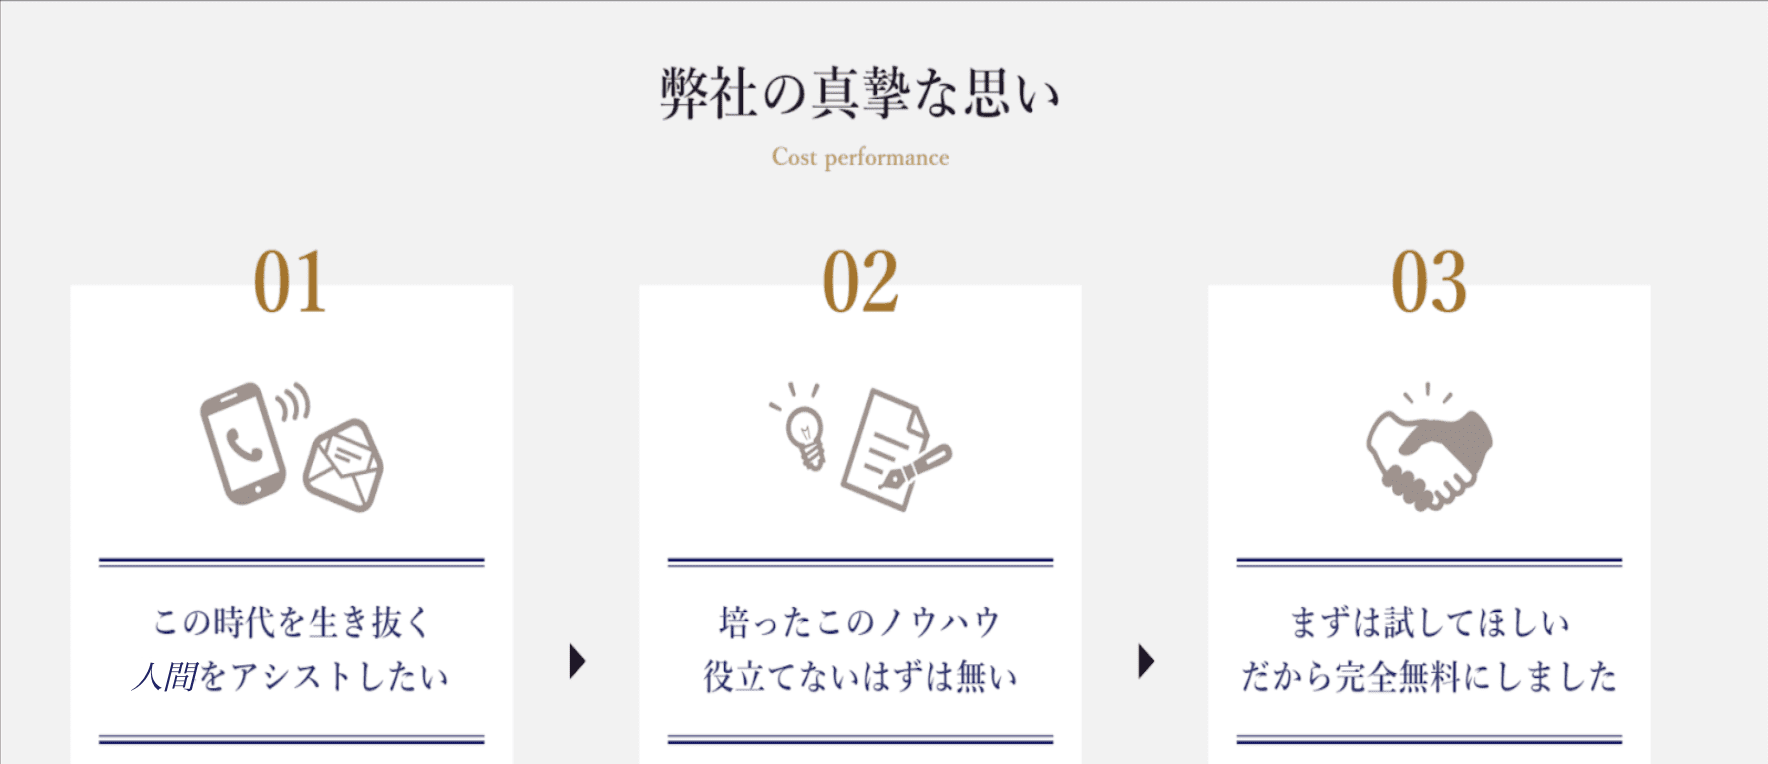 弊社の真摯な思い
Cost performance
01
この時代を生き抜く
人間をアシストしたい
02
培ったこのノウハウ
役立てないはずは無い
03
まずは試してほしい
だから完全無料にしました